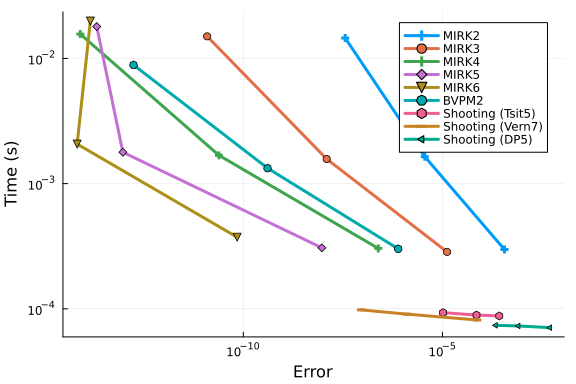 MIRK2
MIRK3
MIRK4
MIRK5
MIRK6
BVPM2
Shooting (Tsit5)
Shooting (Vern7)
Shooting (DP5)
Time (s)
10⁻²
10⁻³
10⁻⁴
10⁻¹⁰
10⁻⁵
Error